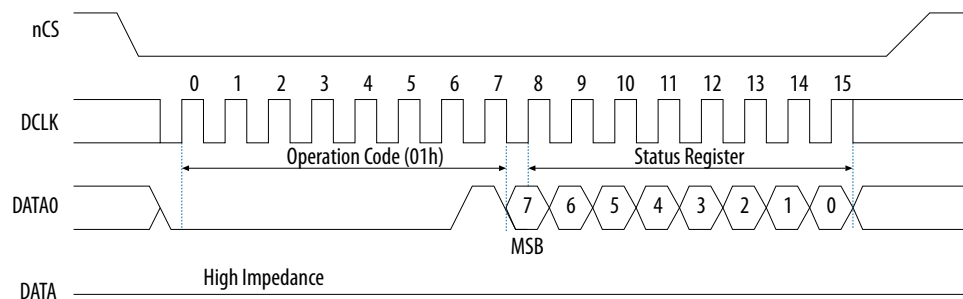 nCS
0 1 2 3 4 5 6 7 8 9 10 11 12 13 14 15
DCLK
Operation Code (01h) Status Register
DATA0 7 6 5 4 3 2 1 0
MSB
High Impedance
DATA